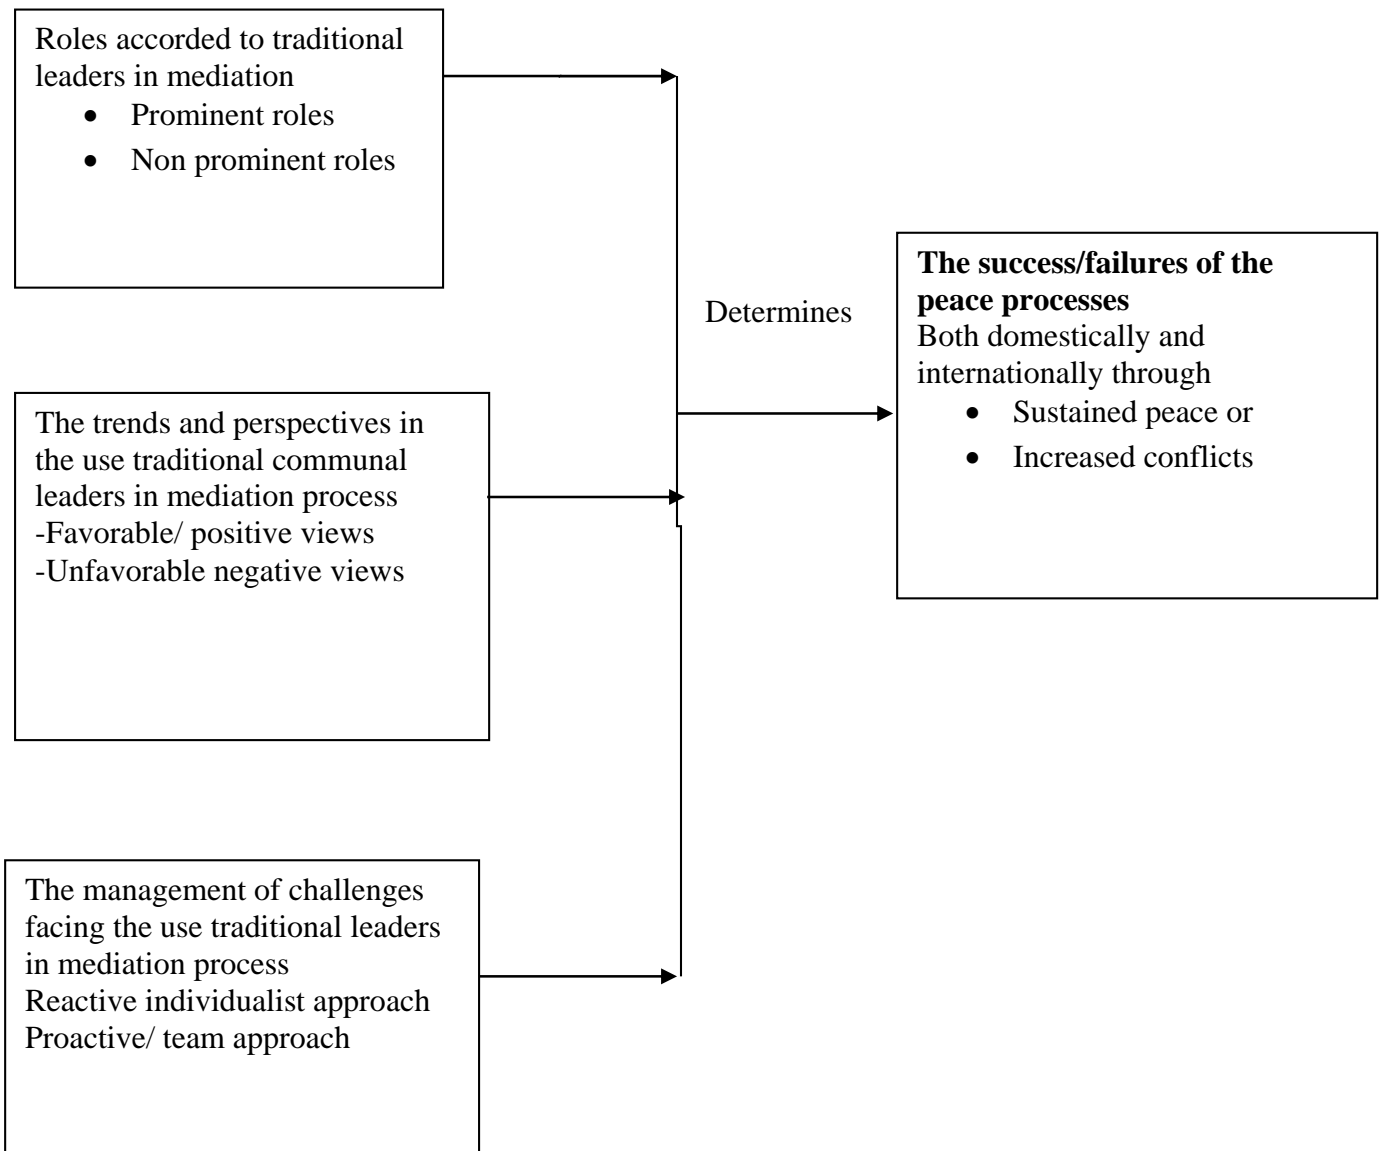 Roles accorded to traditional
leaders in mediation
• Prominent roles
• Non prominent roles
Determines
The success/failures of the
peace processes
Both domestically and
internationally through
• Sustained peace or
• Increased conflicts
The trends and perspectives in
the use traditional communal
leaders in mediation process
-Favorable/ positive views
-Unfavorable negative views
The management of challenges
facing the use traditional leaders
in mediation process
Reactive individualist approach
Proactive/ team approach